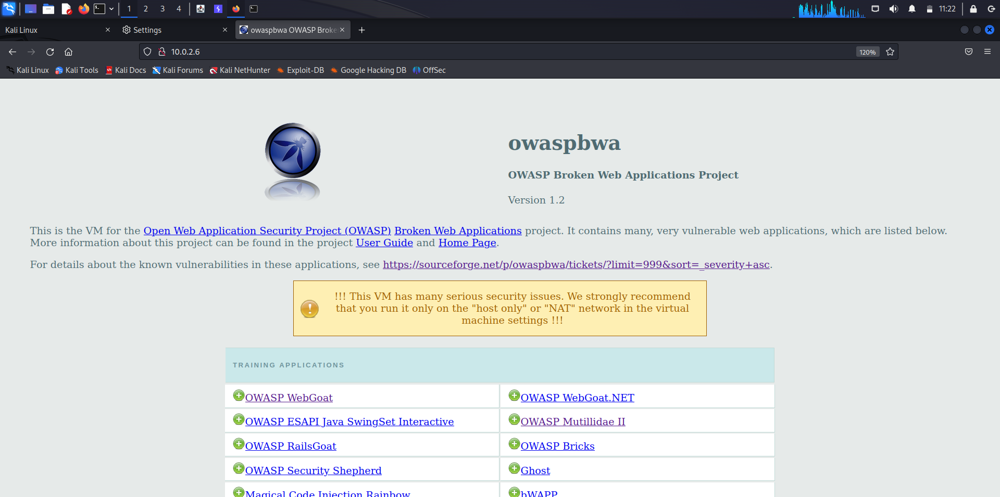 1 2 3 4 11:22
Kali Linux Settings owaspbwa OWASP Broke
10.0.2.6 120%
Kali Linux Kali Tools Kali Docs Kali Forums Kali NetHunter Exploit-DB Google Hacking DB OffSec
owaspbwa
OWASP Broken Web Applications Project
Version 1.2
This is the VM for the Open Web Application Security Project (OWASP) Broken Web Applications project. It contains many, very vulnerable web applications, which are listed below.
More information about this project can be found in the project User Guide and Home Page.
For details about the known vulnerabilities in these applications, see https://sourceforge.net/p/owaspbwa/tickets/?limit=999&sort=_severity+asc.
!!! This VM has many serious security issues. We strongly recommend
that you run it only on the "host only" or "NAT" network in the virtual
machine settings !!!
TRAINING APPLICATIONS
OWASP WebGoat OWASP WebGoat.NET
OWASP ESAPI Java SwingSet Interactive OWASP Mutillidae II
OWASP RailsGoat OWASP Bricks
OWASP Security Shepherd Ghost
Magical Code Injection Rainbow bWAPP